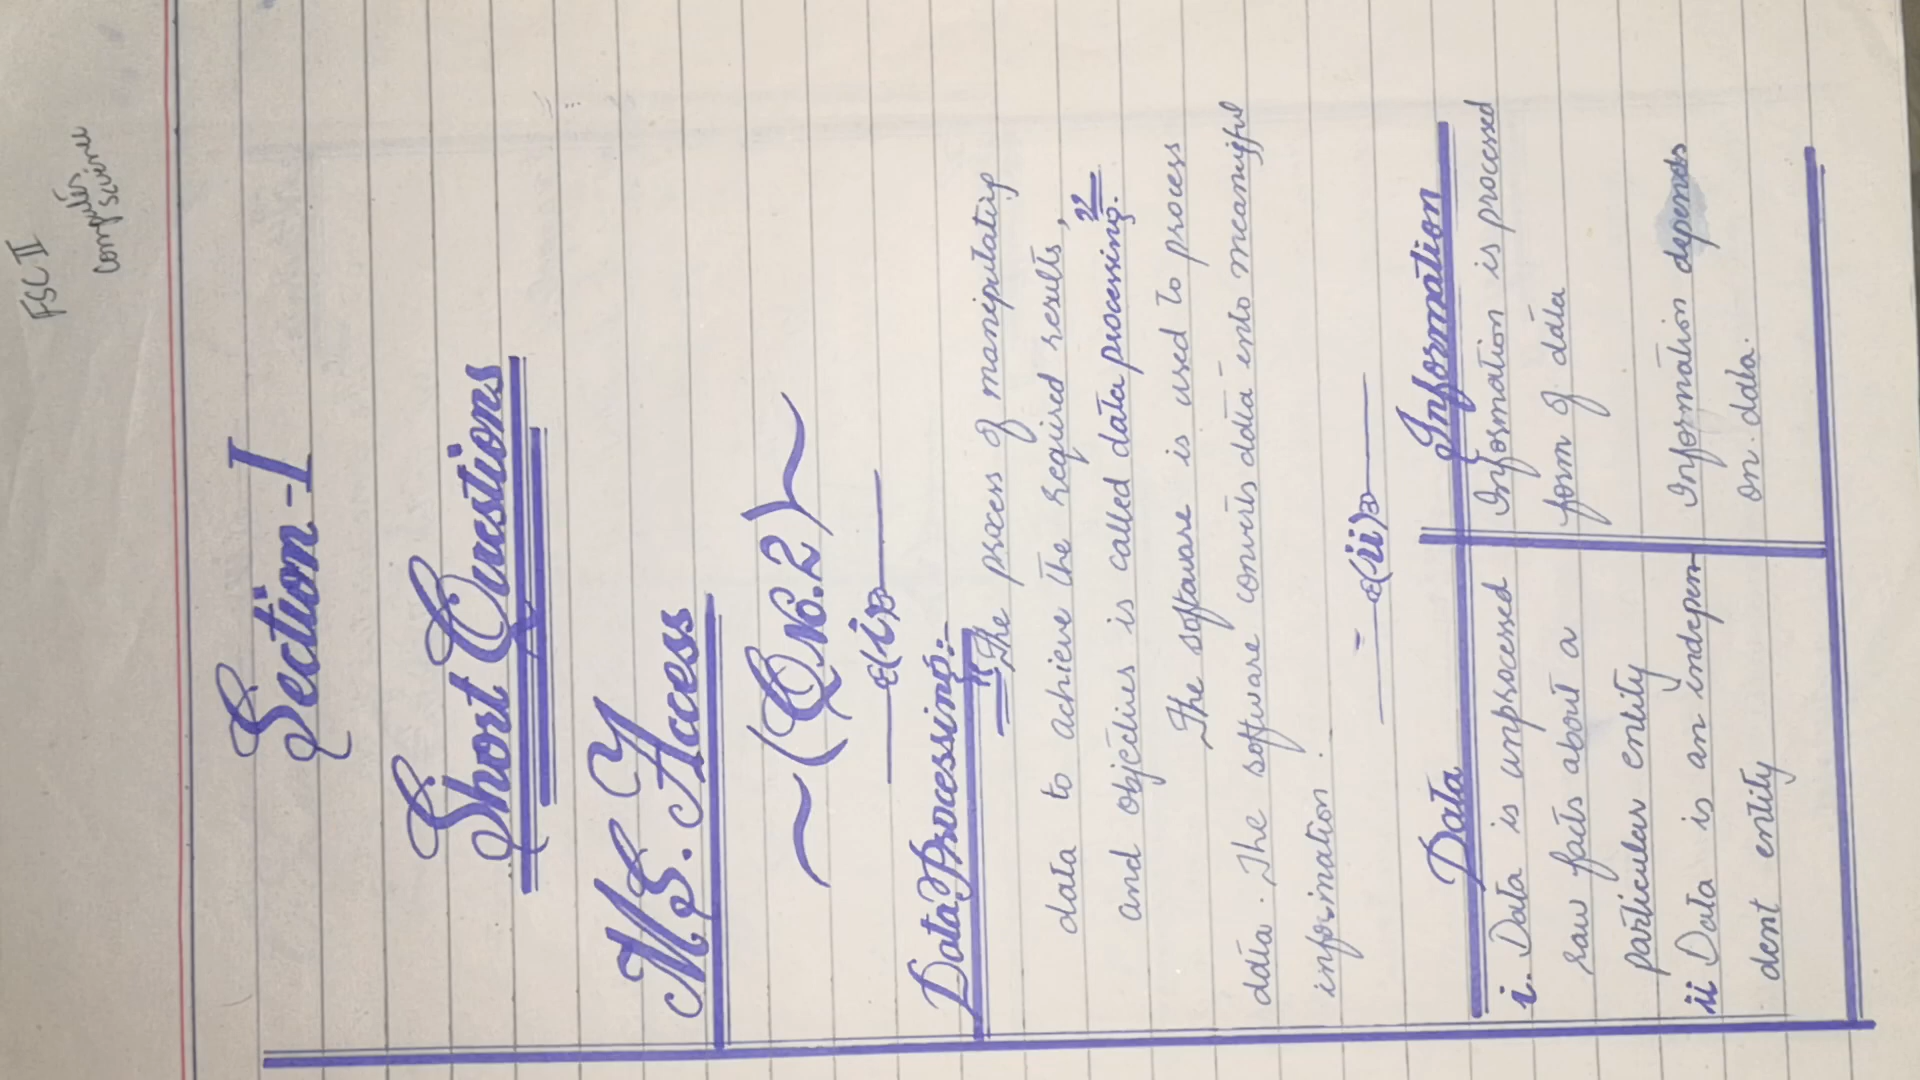 FSC II
computer
science
Section-I
Short Questions
M.S. Access
(Q.No.2)
(i)
Data Processing:-
"The process of manipulating
data to achieve the required results,
and objectives is called data processing."
The software is used to process
data. The software converts data into meaningful
information.
(ii)
Data Information
i. Data is unprocessed Information is processed
raw facts about a form of data
particular entity
ii Data is an indepen- Information depends
dent entity on data.